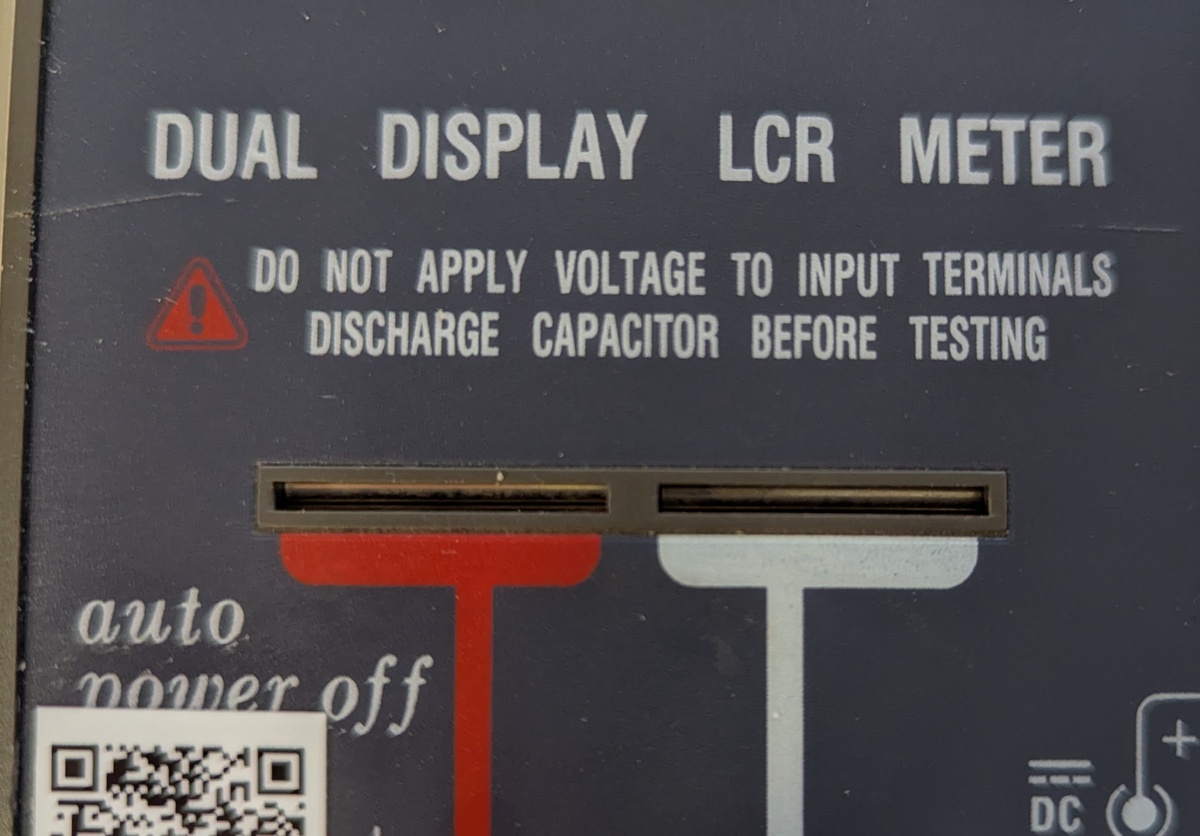 DUAL DISPLAY LCR METER
DO NOT APPLY VOLTAGE TO INPUT TERMINALS
DISCHARGE CAPACITOR BEFORE TESTING
auto
power off
+
DC